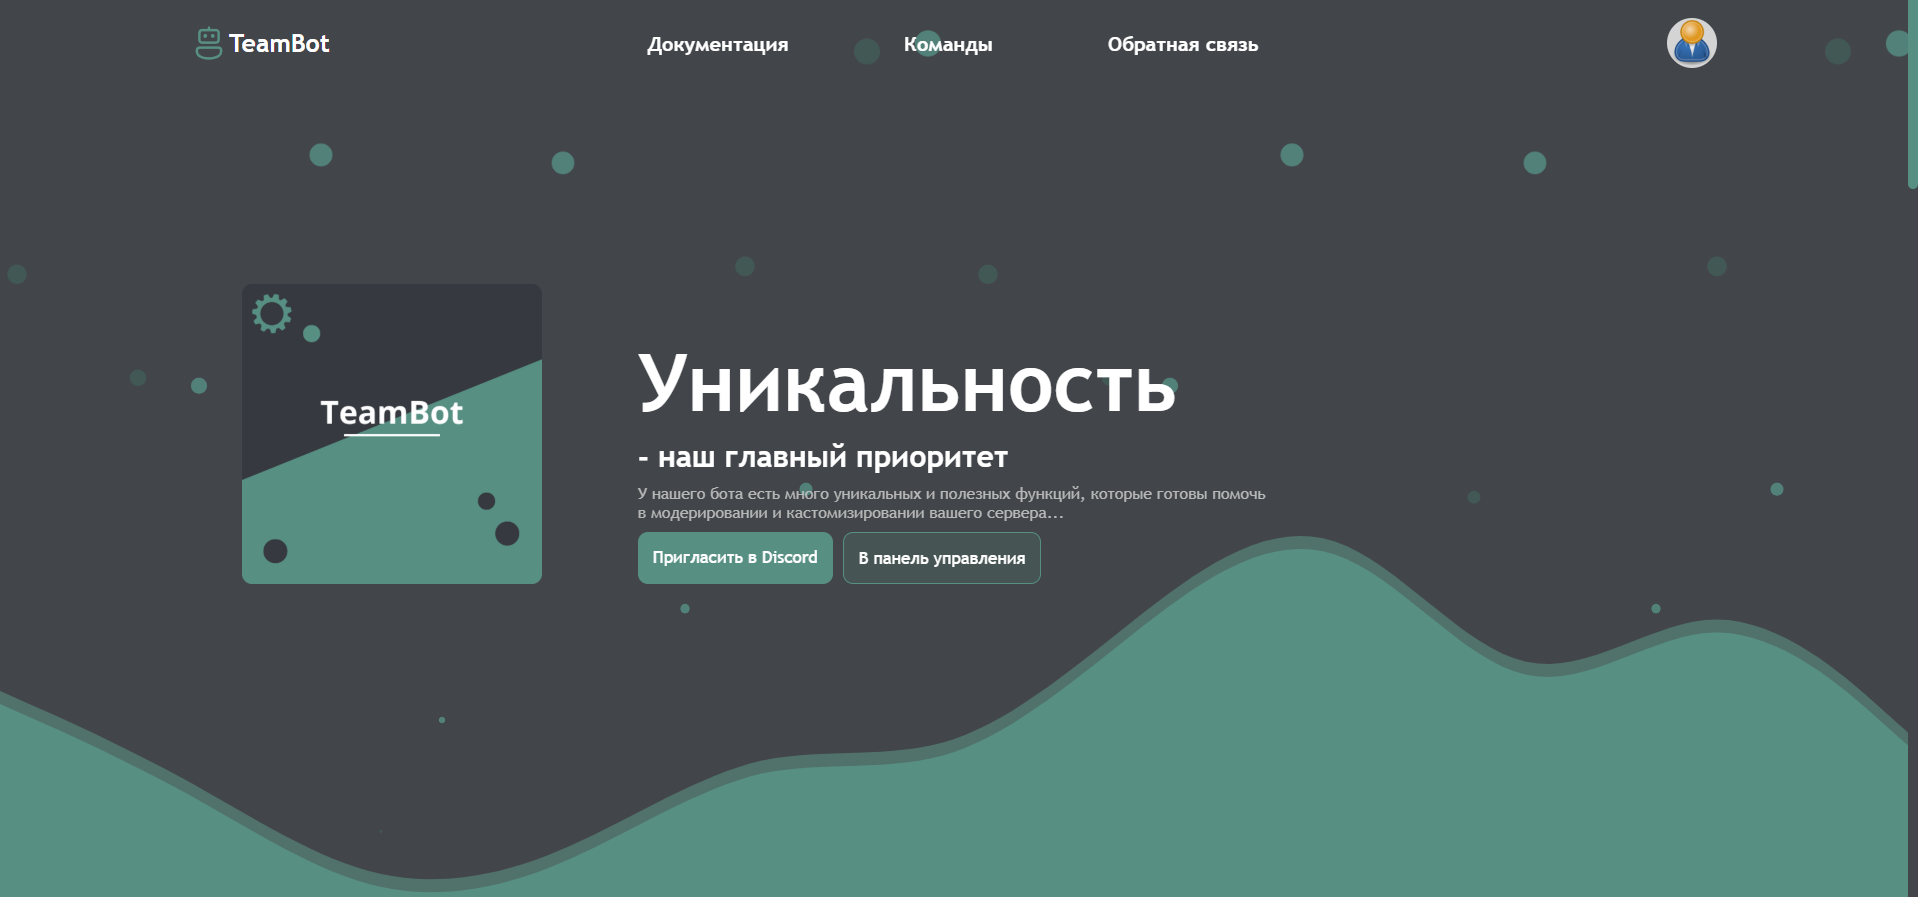 TeamBot
Документация
Команды
Обратная связь
TeamBot
Уникальность
- наш главный приоритет
У нашего бота есть много уникальных и полезных функций, которые готовы помочь
в модерировании и кастомизировании вашего сервера...
Пригласить в Discord
В панель управления